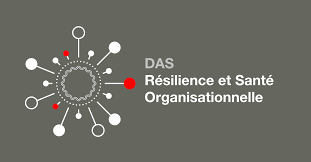 DAS
Résilience et Santé
Organisationnelle